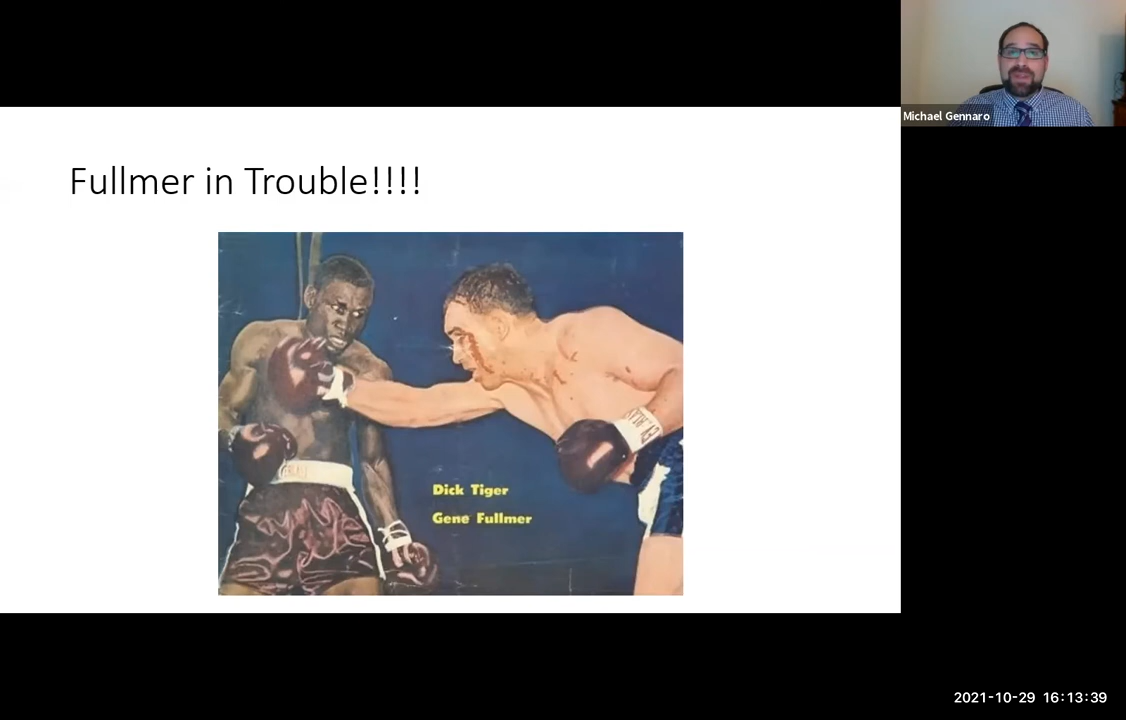 Michael Gennaro
Fullmer in Trouble!!!!
Dick Tiger
Gene Fullmer
2021-10-29 16:13:39